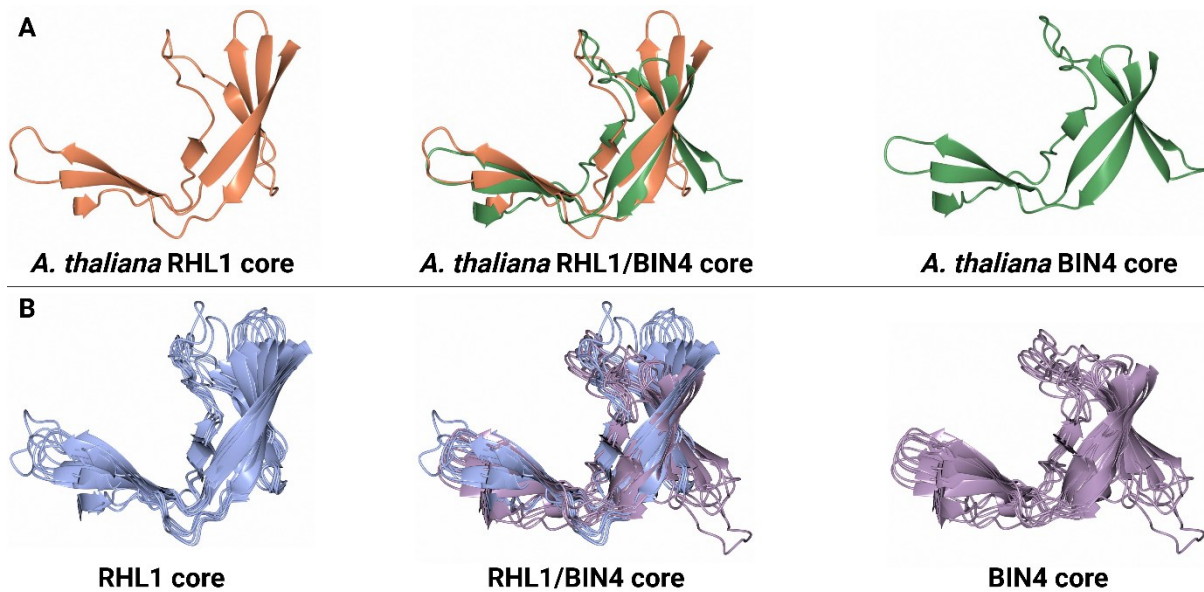 A
A. thaliana RHL1 core
A. thaliana RHL1/BIN4 core
A. thaliana BIN4 core
B
RHL1 core
RHL1/BIN4 core
BIN4 core